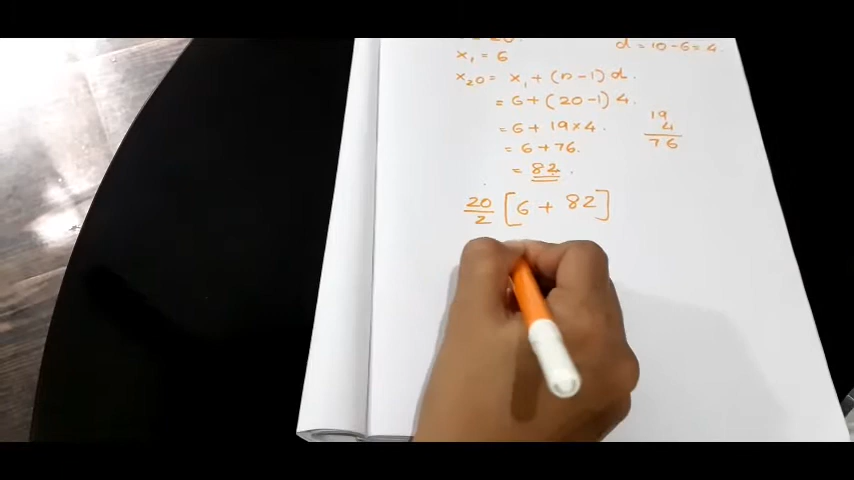 d = 10-6 = 4.
x₁ = 6
x₂₀ = x₁ + (n-1) d.
= 6 + (20-1) 4.
= 6 + 19 × 4.
= 6 + 76.
= 82.
19
4
76
20/2 [6 + 82]